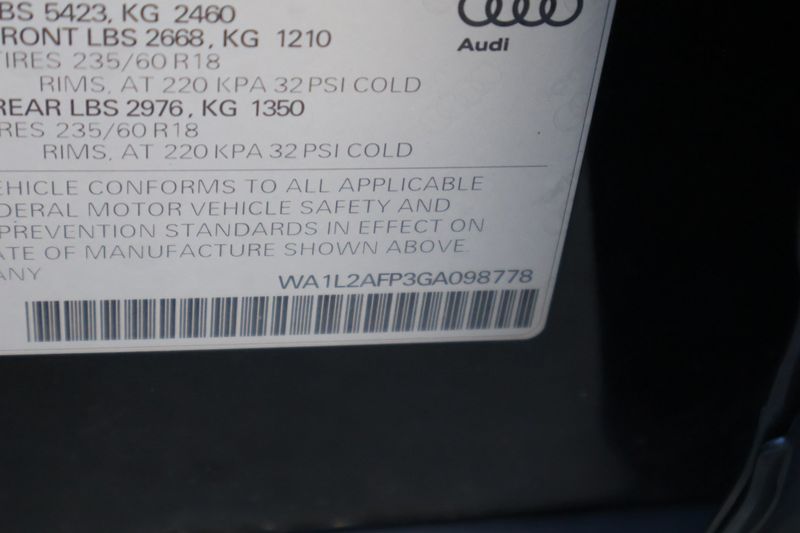 BS 5423, KG 2460
Audi
RONT LBS 2668, KG 1210
IRES 235/60 R18
RIMS, AT 220 KPA 32 PSI COLD
REAR LBS 2976, KG 1350
RES 235/60 R18
RIMS, AT 220 KPA 32 PSI COLD
EHICLE CONFORMS TO ALL APPLICABLE
DERAL MOTOR VEHICLE SAFETY AND
PREVENTION STANDARDS IN EFFECT ON
ATE OF MANUFACTURE SHOWN ABOVE.
ANY
WA1L2AFP3GA098778